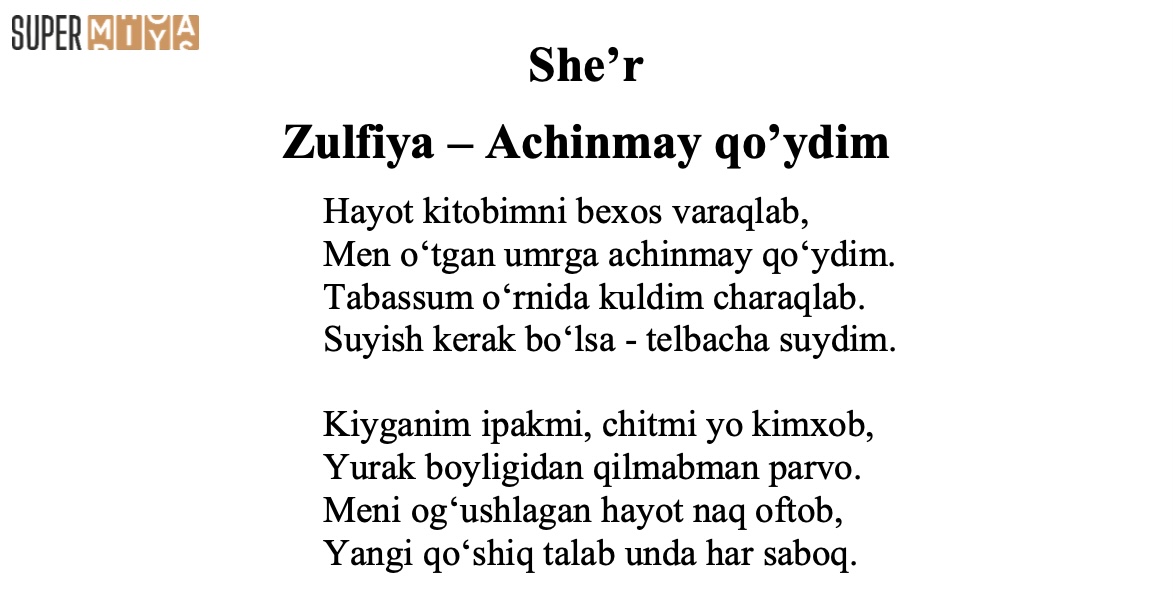 SUPER MIYA
She’r
Zulfiya – Achinmay qo’ydim
Hayot kitobimni bexos varaqlab,
Men o‘tgan umrga achinmay qo‘ydim.
Tabassum o‘rnida kuldim charaqlab.
Suyish kerak bo‘lsa - telbacha suydim.
Kiyganim ipakmi, chitmi yo kimxob,
Yurak boyligidan qilmabman parvo.
Meni og‘ushlagan hayot naq oftob,
Yangi qo‘shiq talab unda har saboq.